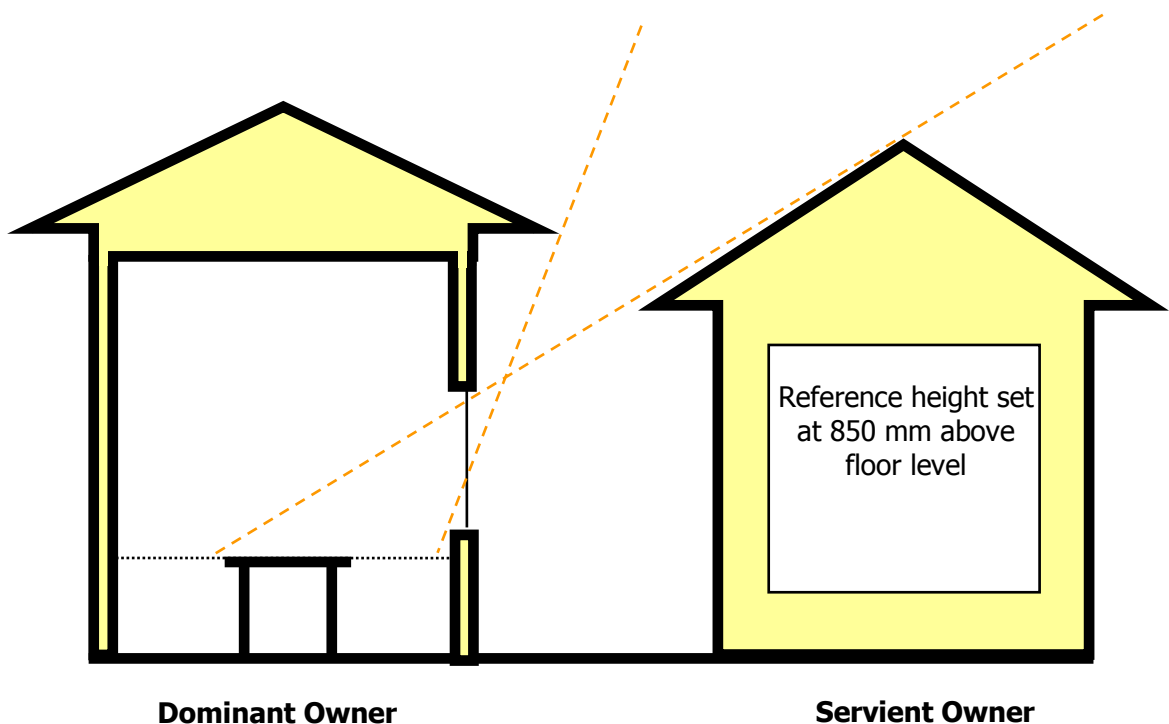 Reference height set
at 850 mm above
floor level
Dominant Owner
Servient Owner